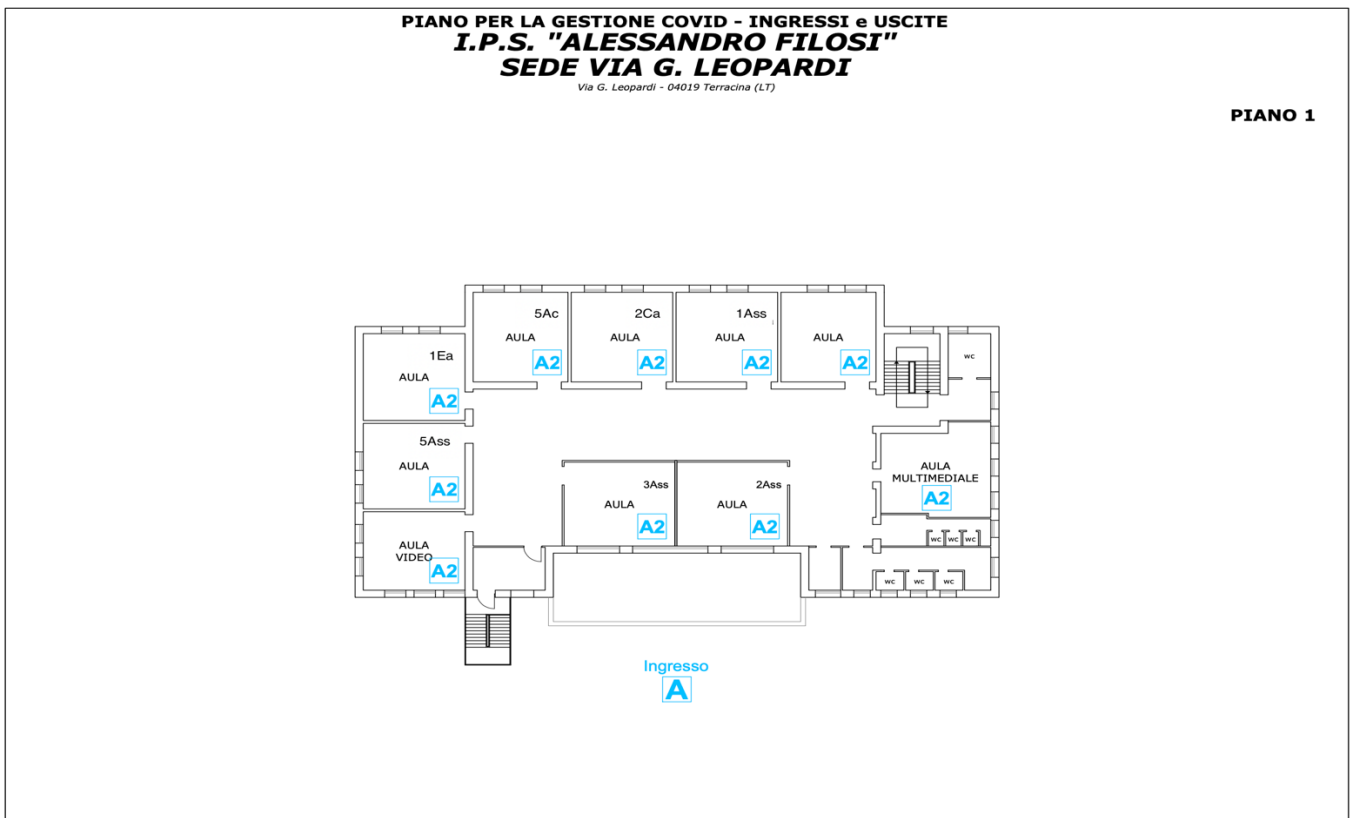 PIANO PER LA GESTIONE COVID - INGRESSI e USCITE
I.P.S. "ALESSANDRO FILOSI"
SEDE VIA G. LEOPARDI
Via G. Leopardi - 04019 Terracina (LT)
PIANO 1
5Ac
AULA
A2
2Ca
AULA
A2
1Ass
AULA
A2
AULA
A2
WC
1Ea
AULA
A2
5Ass
AULA
A2
AULA
VIDEO
A2
3Ass
AULA
A2
2Ass
AULA
A2
AULA
MULTIMEDIALE
A2
WC WC WC
WC WC WC
Ingresso
A